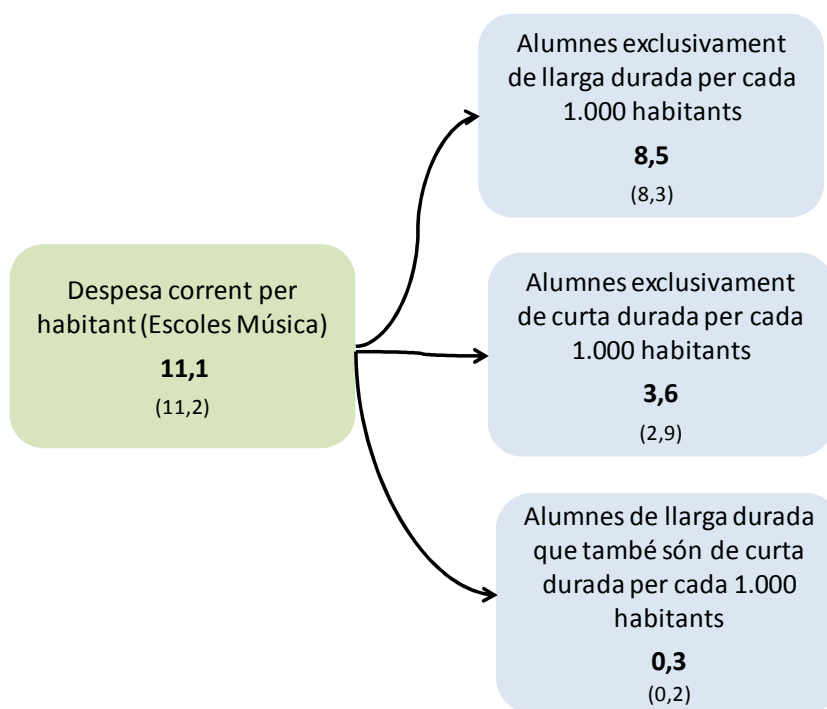 Alumnes exclusivament
de llarga durada per cada
1.000 habitants
8,5
(8,3)
Despesa corrent per
habitant (Escoles Música)
11,1
(11,2)
Alumnes exclusivament
de curta durada per cada
1.000 habitants
3,6
(2,9)
Alumnes de llarga durada
que també són de curta
durada per cada 1.000
habitants
0,3
(0,2)